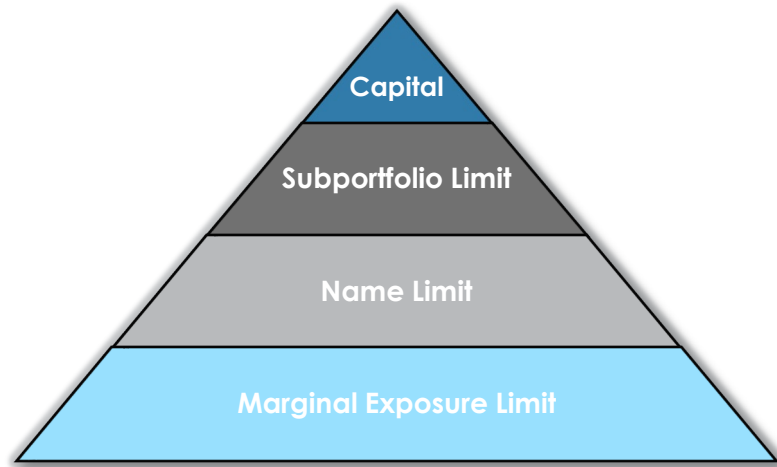 Capital
Subportfolio Limit
Name Limit
Marginal Exposure Limit